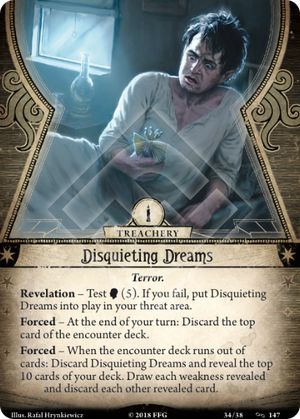 TREACHERY
Disquieting Dreams
Terror.
Revelation – Test (5). If you fail, put Disquieting
Dreams into play in your threat area.
Forced – At the end of your turn: Discard the top
card of the encounter deck.
Forced – When the encounter deck runs out of
cards: Discard Disquieting Dreams and reveal the top
10 cards of your deck. Draw each weakness revealed
and discard each other revealed card.
Illus. Rafał Hrynkiewicz
© 2018 FFG
34/38
147